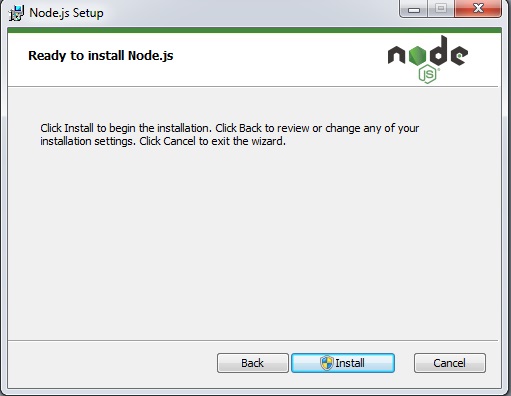 Node.js Setup
Ready to install Node.js
node
JS
Click Install to begin the installation. Click Back to review or change any of your
installation settings. Click Cancel to exit the wizard.
Back
Install
Cancel